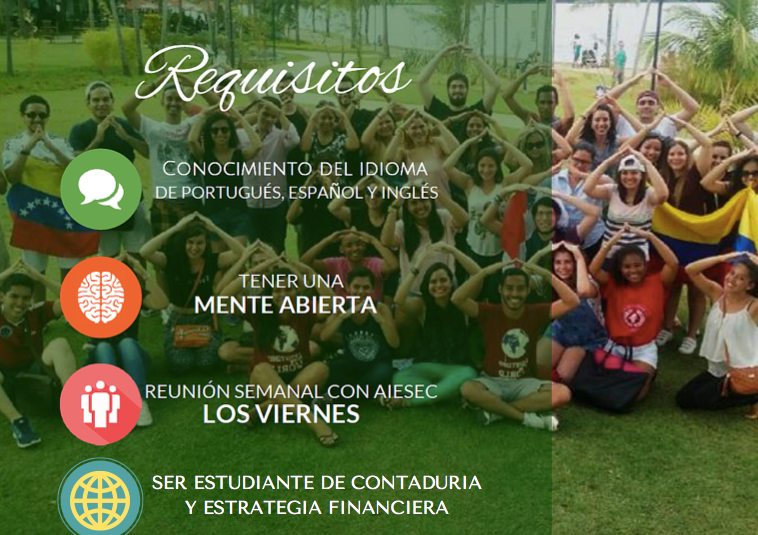 Requisitos
CONOCIMIENTO DEL IDIOMA
DE PORTUGUÉS, ESPAÑOL Y INGLÉS
TENER UNA
MENTE ABIERTA
REUNIÓN SEMANAL CON AIESEC
LOS VIERNES
SER ESTUDIANTE DE CONTADURIA
Y ESTRATEGIA FINANCIERA